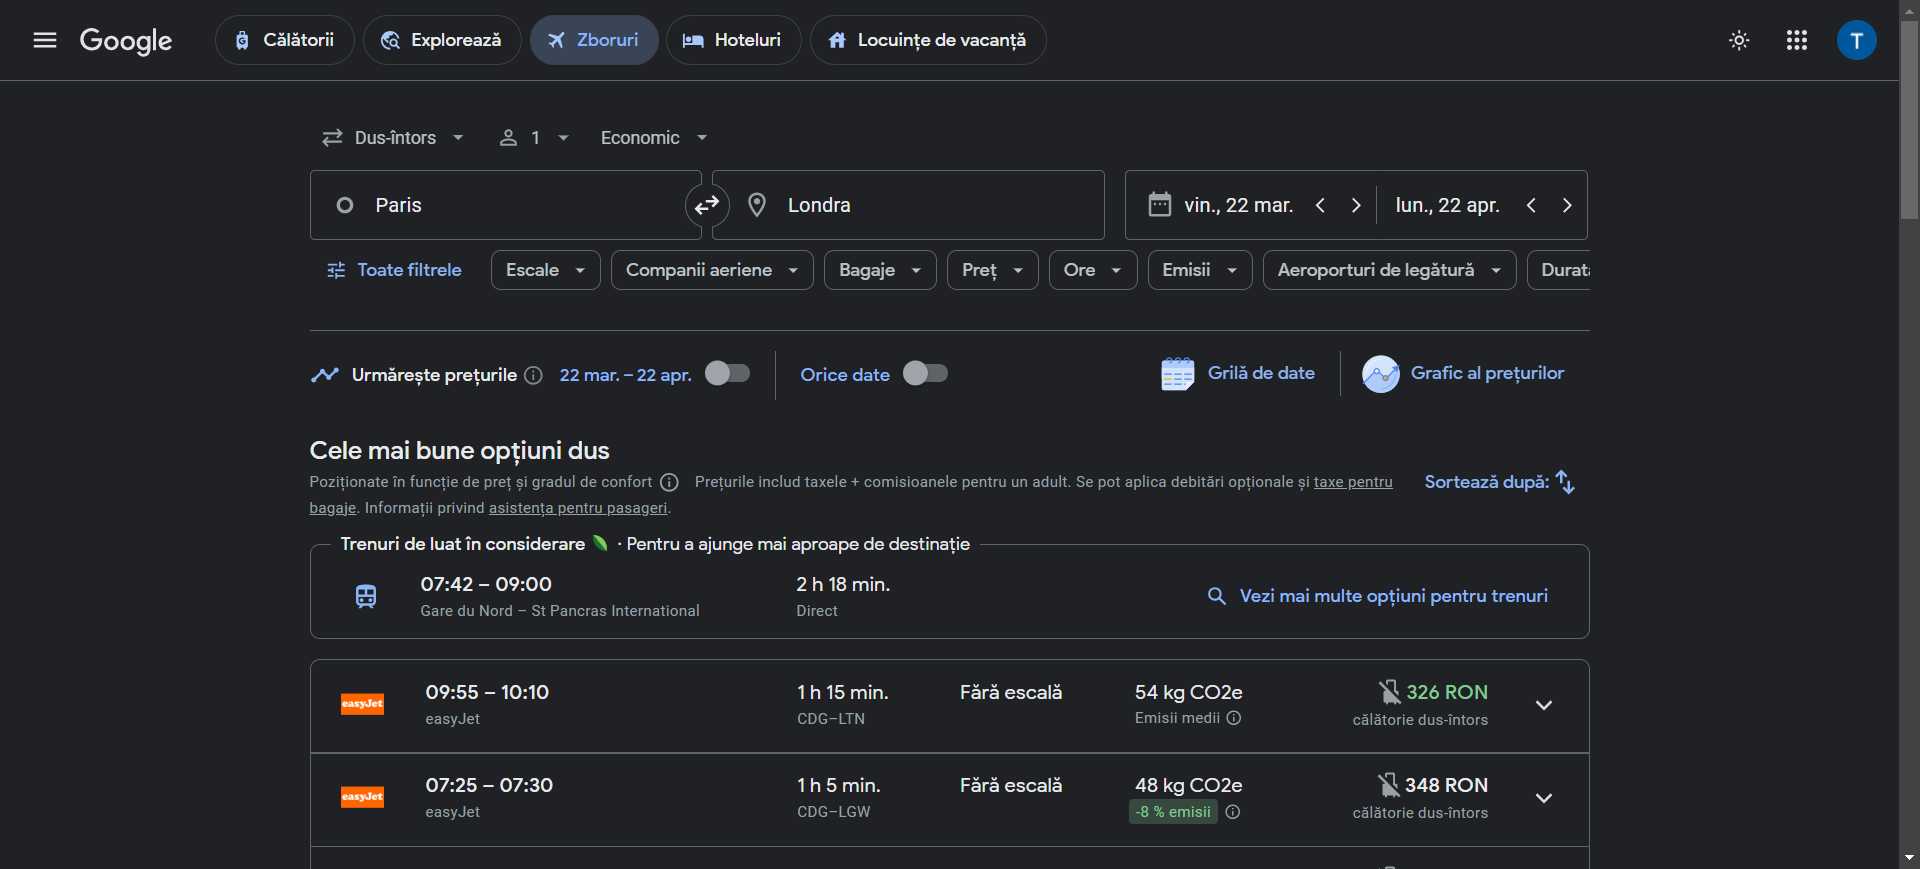 Google
Călătorii
Explorează
Zboruri
Hoteluri
Locuințe de vacanță
T
Dus-întors
1
Economic
Paris
Londra
vin., 22 mar.
lun., 22 apr.
Toate filtrele
Escale
Companii aeriene
Bagaje
Preț
Ore
Emisii
Aeroporturi de legătură
Durată
Urmărește prețurile
22 mar. – 22 apr.
Orice date
Grilă de date
Grafic al prețurilor
Cele mai bune opțiuni dus
Poziționate în funcție de preț și gradul de confort
Prețurile includ taxele + comisioanele pentru un adult. Se pot aplica debitări opționale și taxe pentru
bagaje. Informații privind asistența pentru pasageri.
Sortează după:
Trenuri de luat în considerare · Pentru a ajunge mai aproape de destinație
07:42 – 09:00
Gare du Nord – St Pancras International
2 h 18 min.
Direct
Vezi mai multe opțiuni pentru trenuri
easyJet
09:55 – 10:10
easyJet
1 h 15 min.
CDG–LTN
Fără escală
54 kg CO2e
Emisii medii
326 RON
călătorie dus-întors
easyJet
07:25 – 07:30
easyJet
1 h 5 min.
CDG–LGW
Fără escală
48 kg CO2e
-8 % emisii
348 RON
călătorie dus-întors